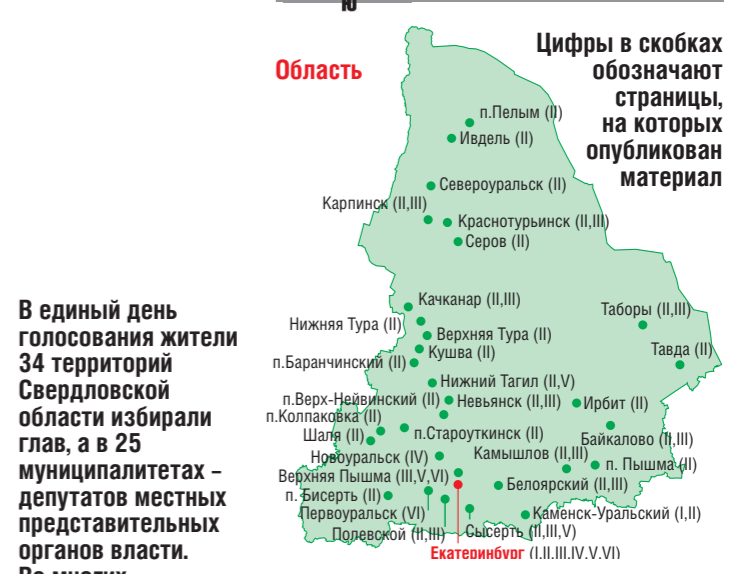 ю
Область
Цифры в скобках
обозначают
страницы,
на которых
опубликован
материал
п.Пелым (II)
Ивдель (II)
Североуральск (II)
Карпинск (II,III)
Краснотурьинск (II,III)
Серов (II)
Качканар (II,III)
Таборы (II,III)
Нижняя Тура (II)
Верхняя Тура (II)
Кушва (II)
Тавда (II)
п.Баранчинский (II)
Нижний Тагил (II,V)
п.Верх-Нейвинский (II)
Невьянск (II,III)
Ирбит (II)
п.Колпаковка (II)
Шаля (II)
п.Староуткинск (II)
Байкалово (II,III)
Новоуральск (IV)
Камышлов (II,III)
п. Пышма (II)
Верхняя Пышма (III,V,VI)
Белоярский (II,III)
п. Бисерть (II)
Первоуральск (VI)
Каменск-Уральский (I,II)
Полевской (II,III)
Сысерть (II,III,V)
Екатеринбург (I,II,III,IV,V,VI)
В единый день
голосования жители
34 территорий
Свердловской
области избирали
глав, а в 25
муниципалитетах –
депутатов местных
представительных
органов власти.
Во многих